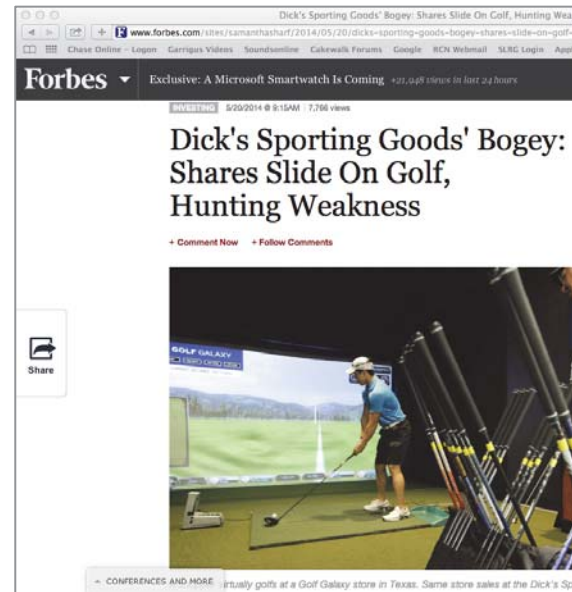 Dick's Sporting Goods' Bogey: Shares Slide On Golf, Hunting Wea
www.forbes.com/sites/samanthasharf/2014/05/20/dicks-sporting-goods-bogey-shares-slide-on-golf-
Chase Online – Logon Garrigus Videos Soundsonline Cakewalk Forums Google RCN Webmail SLRG Login Appl
Forbes Exclusive: A Microsoft Smartwatch Is Coming +21,948 views in last 24 hours
INVESTING 5/20/2014 @ 9:15AM 7,766 views
Dick's Sporting Goods' Bogey:
Shares Slide On Golf,
Hunting Weakness
+ Comment Now + Follow Comments
GOLF GALAXY
Share
CONFERENCES AND MORE
virtually golfs at a Golf Galaxy store in Texas. Same store sales at the Dick's Sp